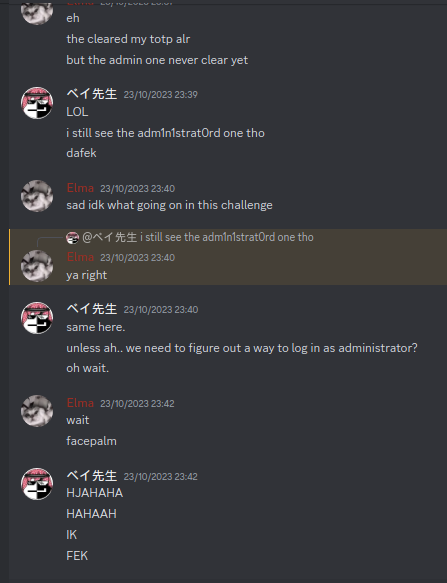 Elma 23/10/2023 23:39
eh
the cleared my totp alr
but the admin one never clear yet
ベイ先生 23/10/2023 23:39
LOL
i still see the adm1n1strat0rd one tho
dafek
Elma 23/10/2023 23:40
sad idk what going on in this challenge
@ベイ先生 i still see the adm1n1strat0rd one tho
Elma 23/10/2023 23:40
ya right
ベイ先生 23/10/2023 23:40
same here.
unless ah.. we need to figure out a way to log in as administrator?
oh wait.
Elma 23/10/2023 23:42
wait
facepalm
ベイ先生 23/10/2023 23:42
HJAHAHA
HAHAAH
IK
FEK